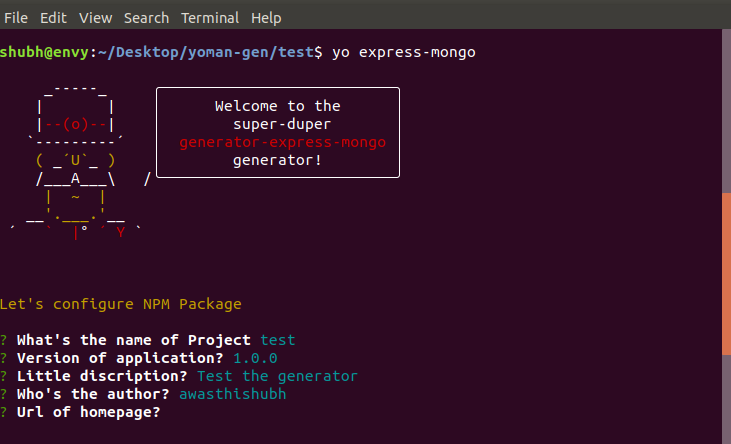 File Edit View Search Terminal Help
shubh@envy:~/Desktop/yoman-gen/test$ yo express-mongo
Welcome to the
super-duper
generator-express-mongo
generator!
Let's configure NPM Package
? What's the name of Project test
? Version of application? 1.0.0
? Little discription? Test the generator
? Who's the author? awasthishubh
? Url of homepage?